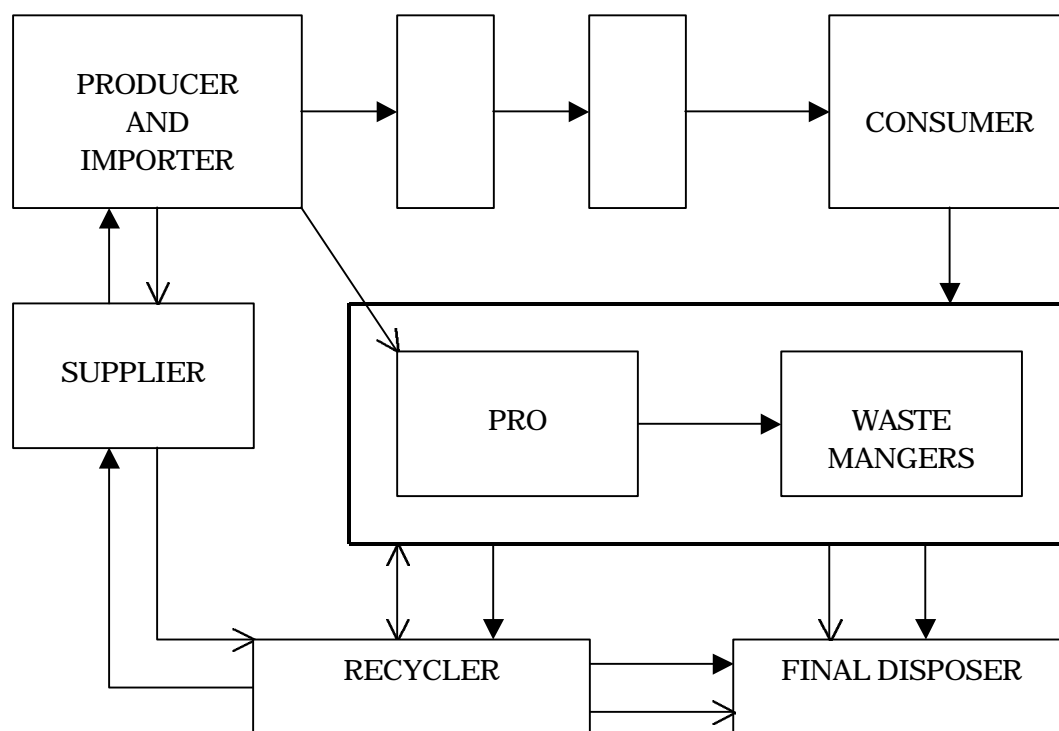 PRODUCER
AND
IMPORTER
CONSUMER
SUPPLIER
PRO
WASTE
MANGERS
RECYCLER
FINAL DISPOSER